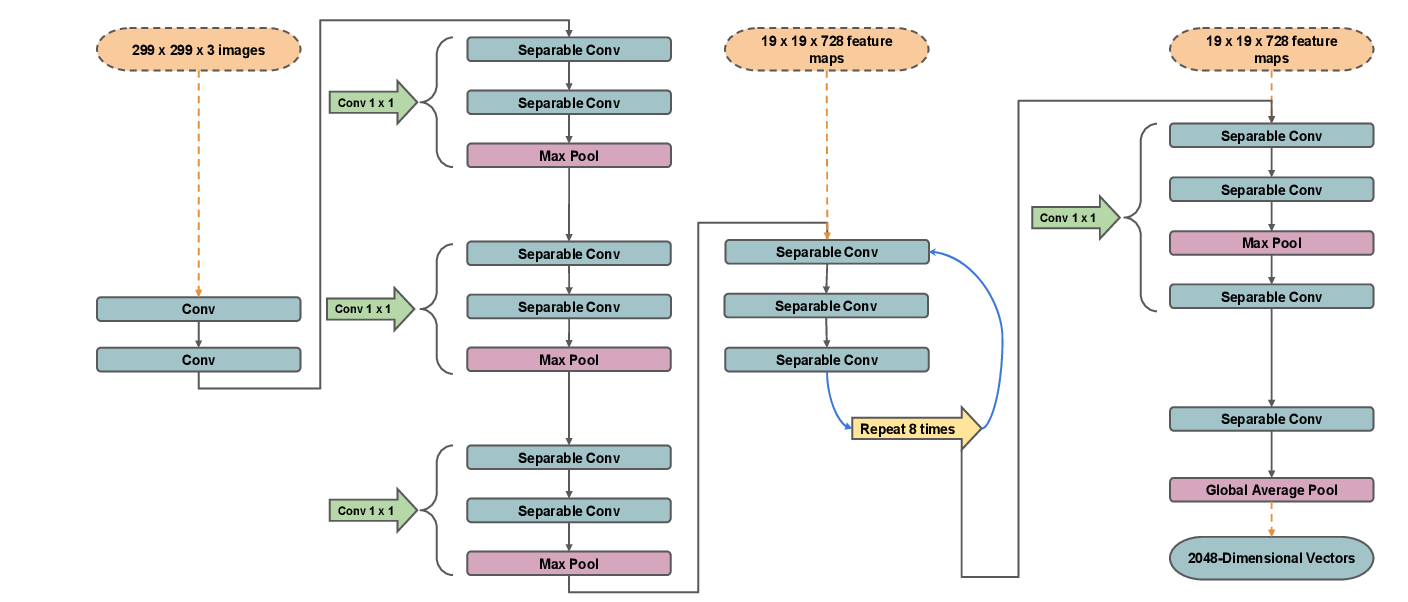 299 x 299 x 3 images
Conv
Conv
Separable Conv
Conv 1 x 1
Separable Conv
Max Pool
Separable Conv
Conv 1 x 1
Separable Conv
Max Pool
Separable Conv
Conv 1 x 1
Separable Conv
Max Pool
19 x 19 x 728 feature
maps
Separable Conv
Separable Conv
Separable Conv
Repeat 8 times
19 x 19 x 728 feature
maps
Separable Conv
Separable Conv
Conv 1 x 1
Max Pool
Separable Conv
Separable Conv
Global Average Pool
2048-Dimensional Vectors